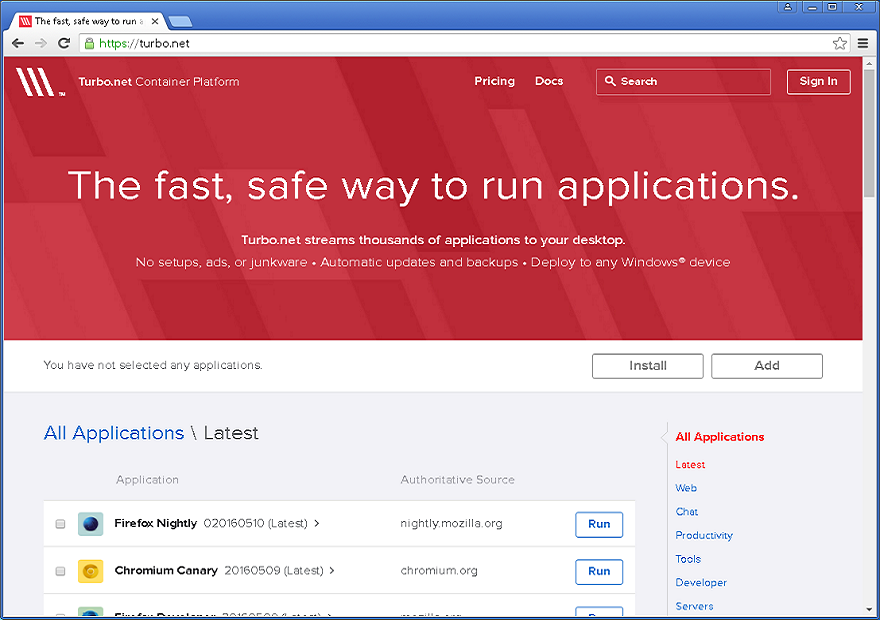 The fast, safe way to run a
https://turbo.net
TM
Turbo.net Container Platform
Pricing
Docs
Search
Sign In
The fast, safe way to run applications.
Turbo.net streams thousands of applications to your desktop.
No setups, ads, or junkware • Automatic updates and backups • Deploy to any Windows® device
You have not selected any applications.
Install
Add
All Applications \ Latest
Application
Authoritative Source
Firefox Nightly 020160510 (Latest) >
nightly.mozilla.org
Run
Chromium Canary 20160509 (Latest) >
chromium.org
Run
All Applications
Latest
Web
Chat
Productivity
Tools
Developer
Servers